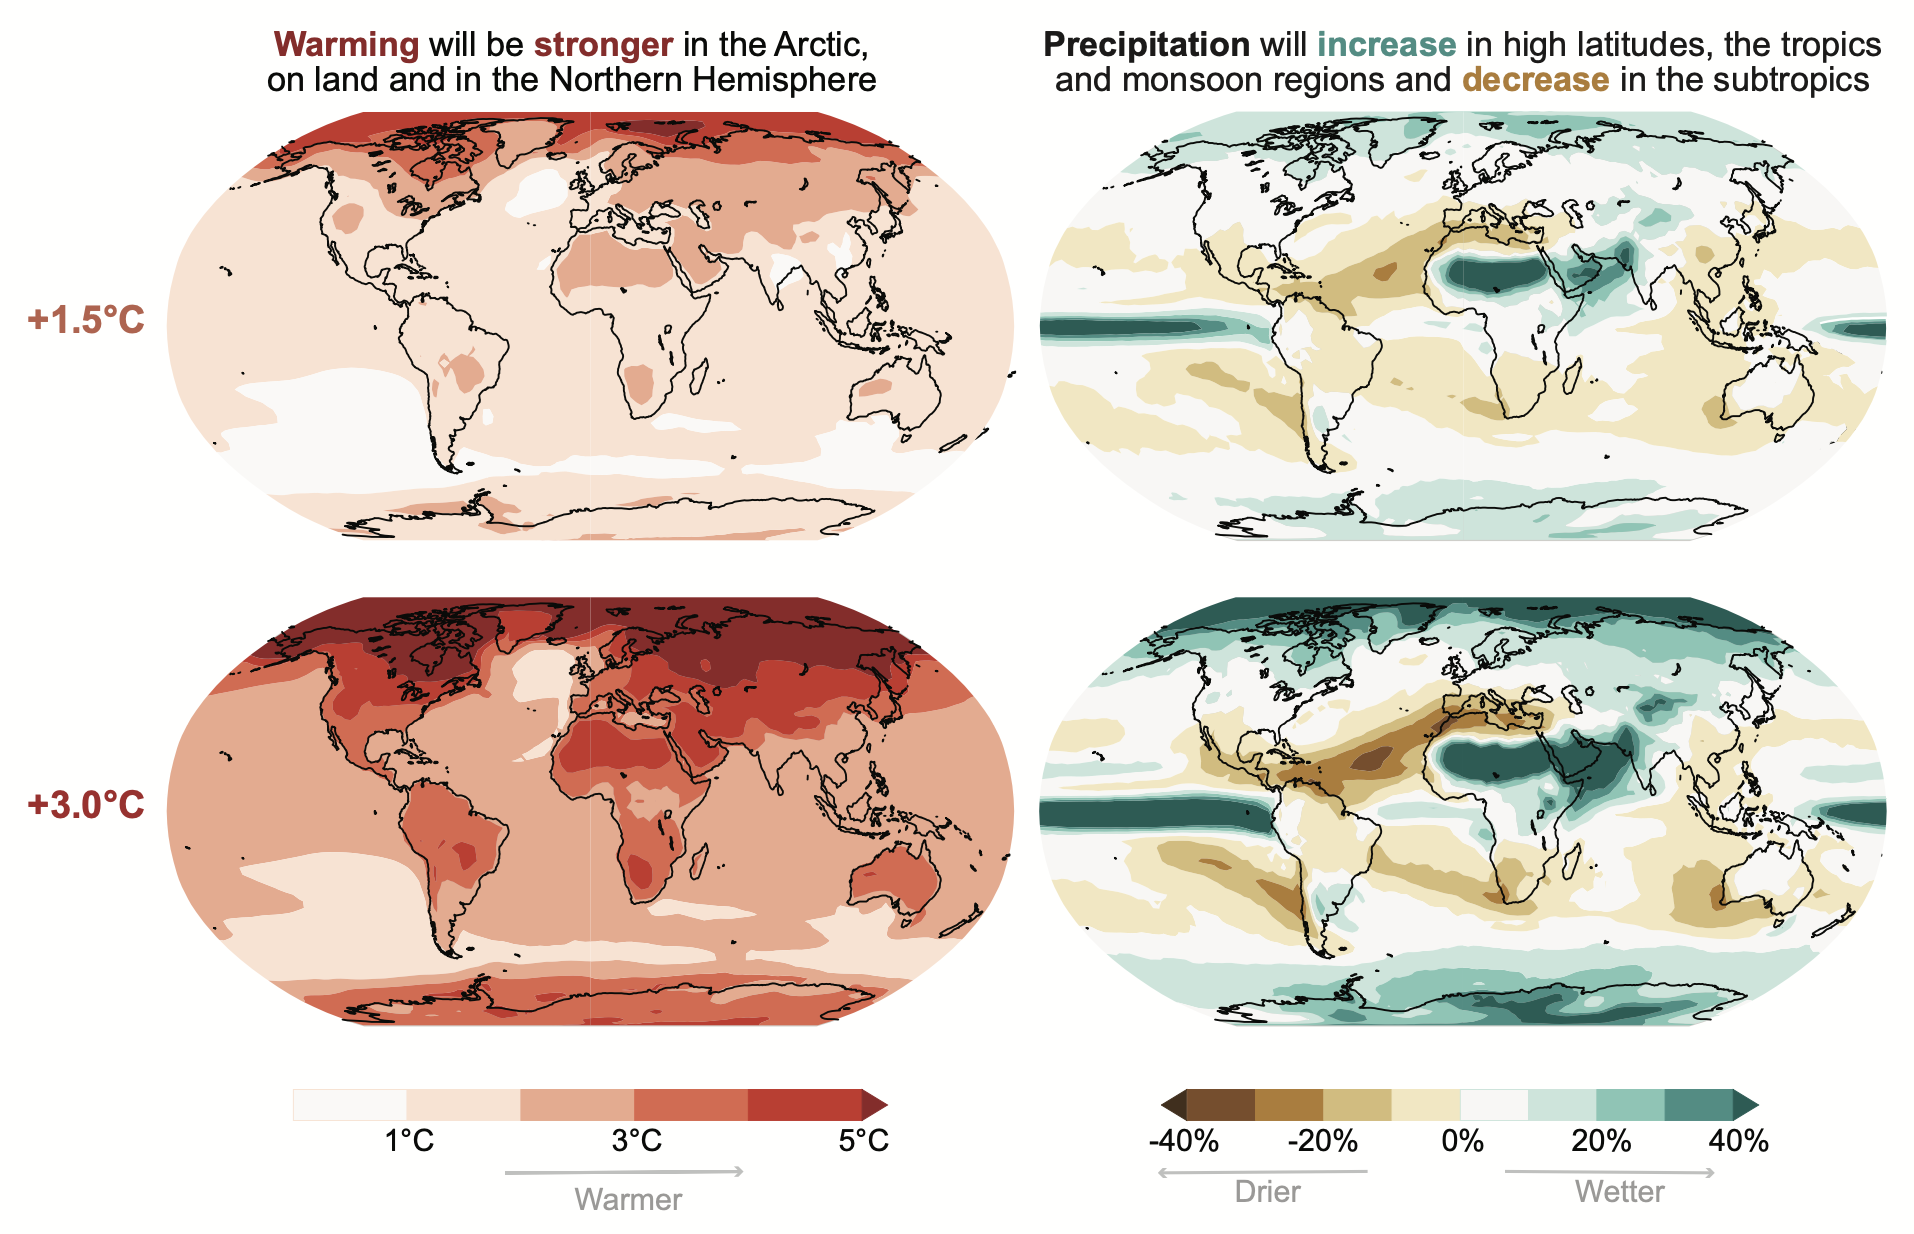 Warming will be stronger in the Arctic,
on land and in the Northern Hemisphere
Precipitation will increase in high latitudes, the tropics
and monsoon regions and decrease in the subtropics
+1.5°C
+3.0°C
1°C 3°C 5°C
Warmer
-40% -20% 0% 20% 40%
Drier Wetter